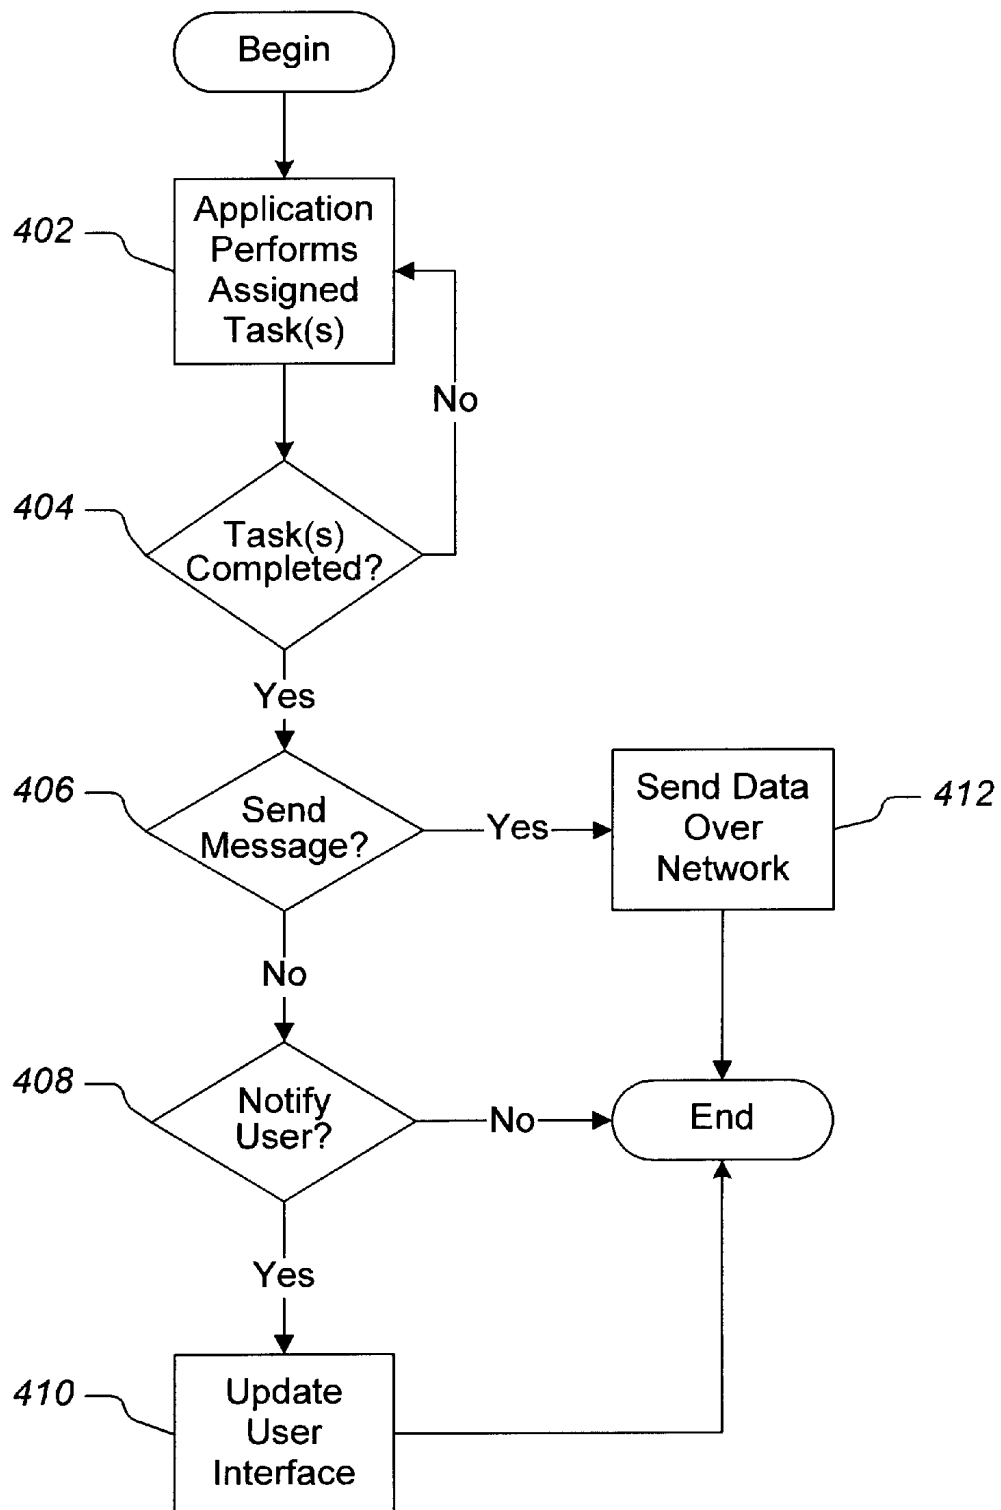 Begin
402
Application
Performs
Assigned
Task(s)
No
404
Task(s)
Completed?
Yes
406
Send
Message?
Yes
Send Data
Over
Network
412
No
408
Notify
User?
No
End
Yes
410
Update
User
Interface